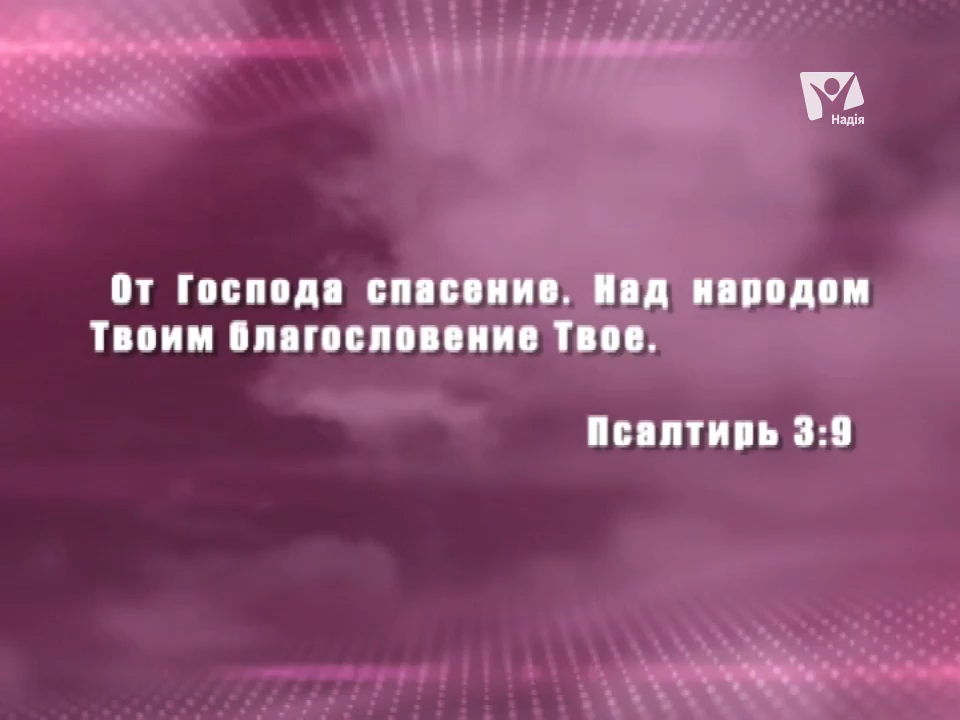 Надія
От Господа спасение. Над народом
Твоим благословение Твое.
Псалтирь 3:9